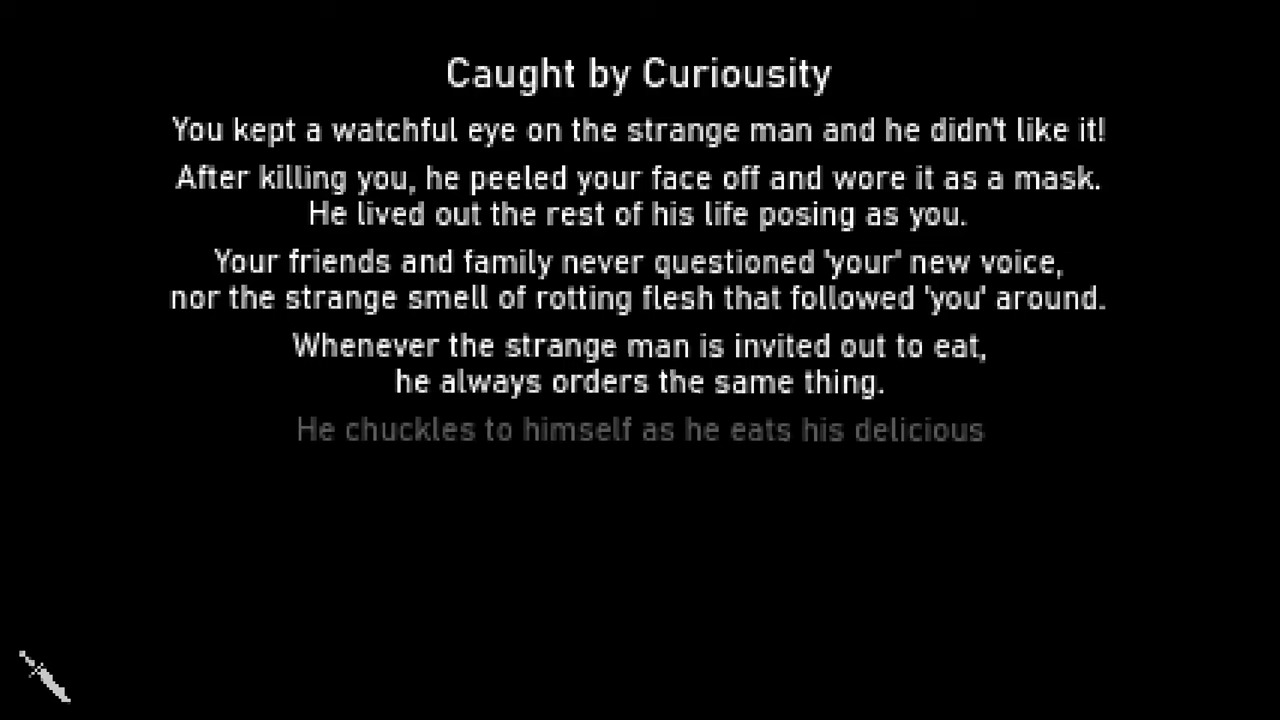 Caught by Curiousity
You kept a watchful eye on the strange man and he didn't like it!
After killing you, he peeled your face off and wore it as a mask.
He lived out the rest of his life posing as you.
Your friends and family never questioned 'your' new voice,
nor the strange smell of rotting flesh that followed 'you' around.
Whenever the strange man is invited out to eat,
he always orders the same thing.
He chuckles to himself as he eats his delicious